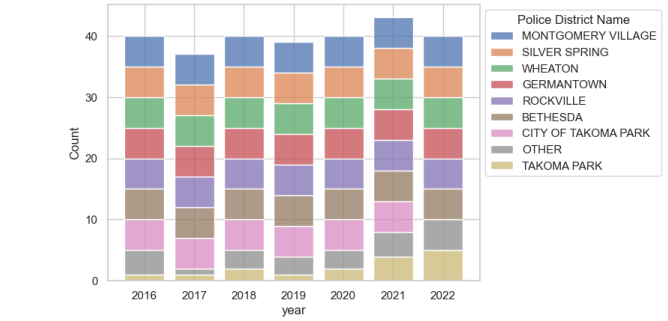 Police District Name
MONTGOMERY VILLAGE
SILVER SPRING
WHEATON
GERMANTOWN
ROCKVILLE
BETHESDA
CITY OF TAKOMA PARK
OTHER
TAKOMA PARK
Count
40
30
20
10
0
2016 2017 2018 2019 2020 2021 2022
year